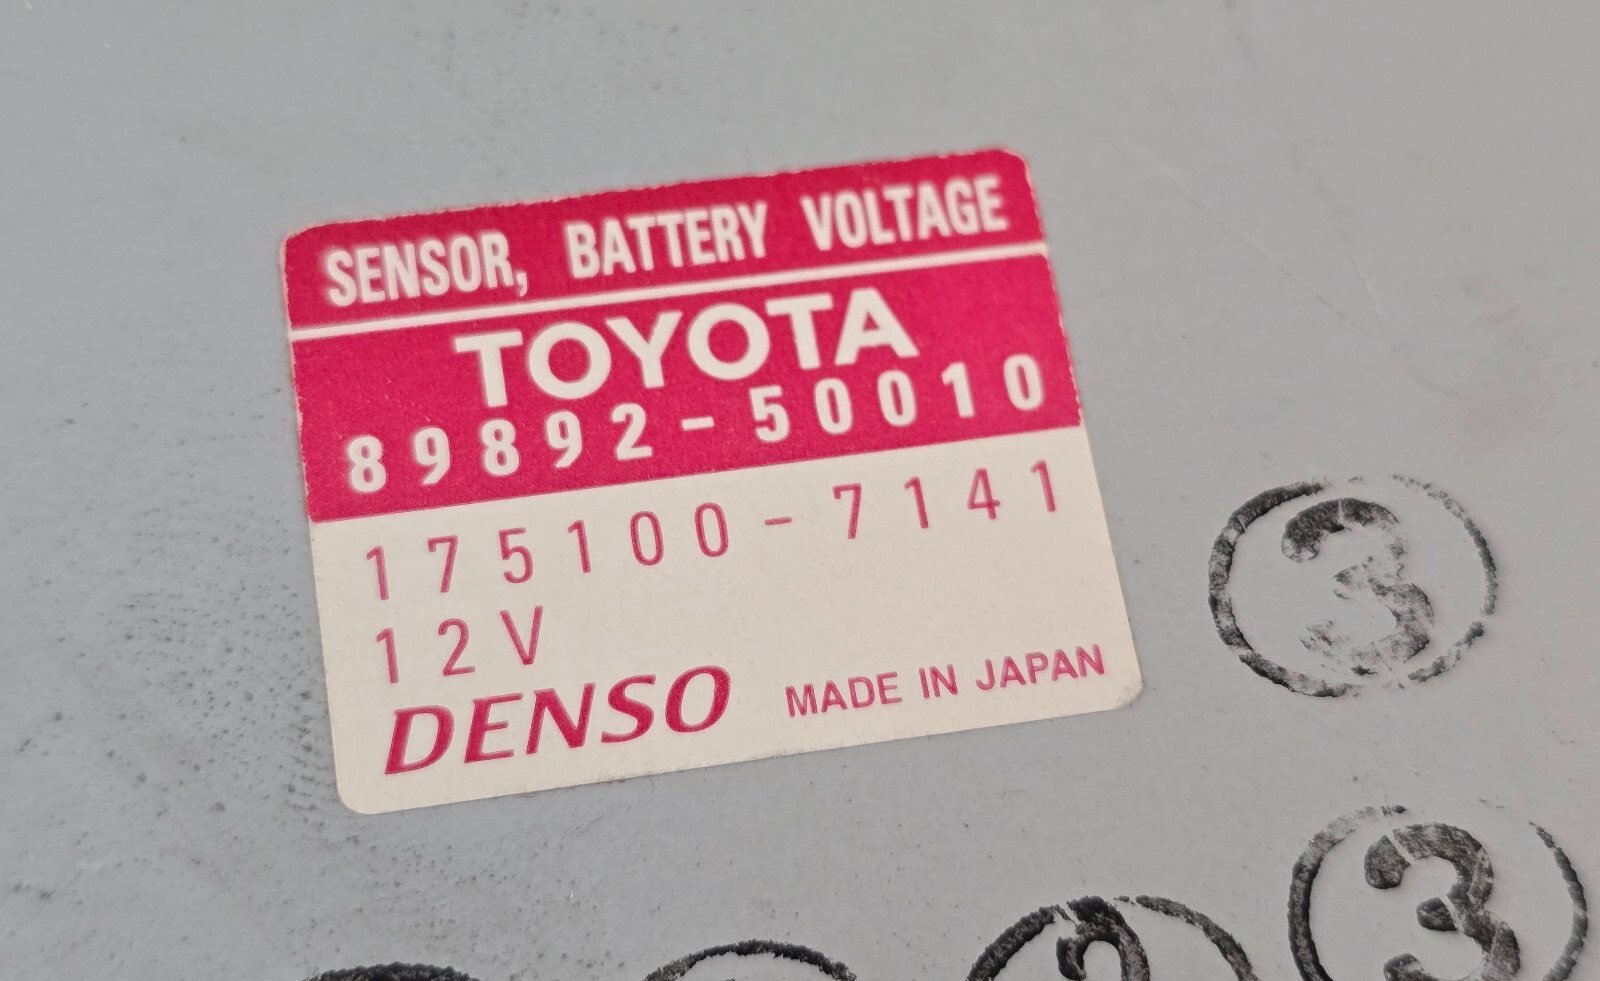 SENSOR, BATTERY VOLTAGE
TOYOTA
89892-50010
175100-7141
12V
DENSO MADE IN JAPAN
3
3